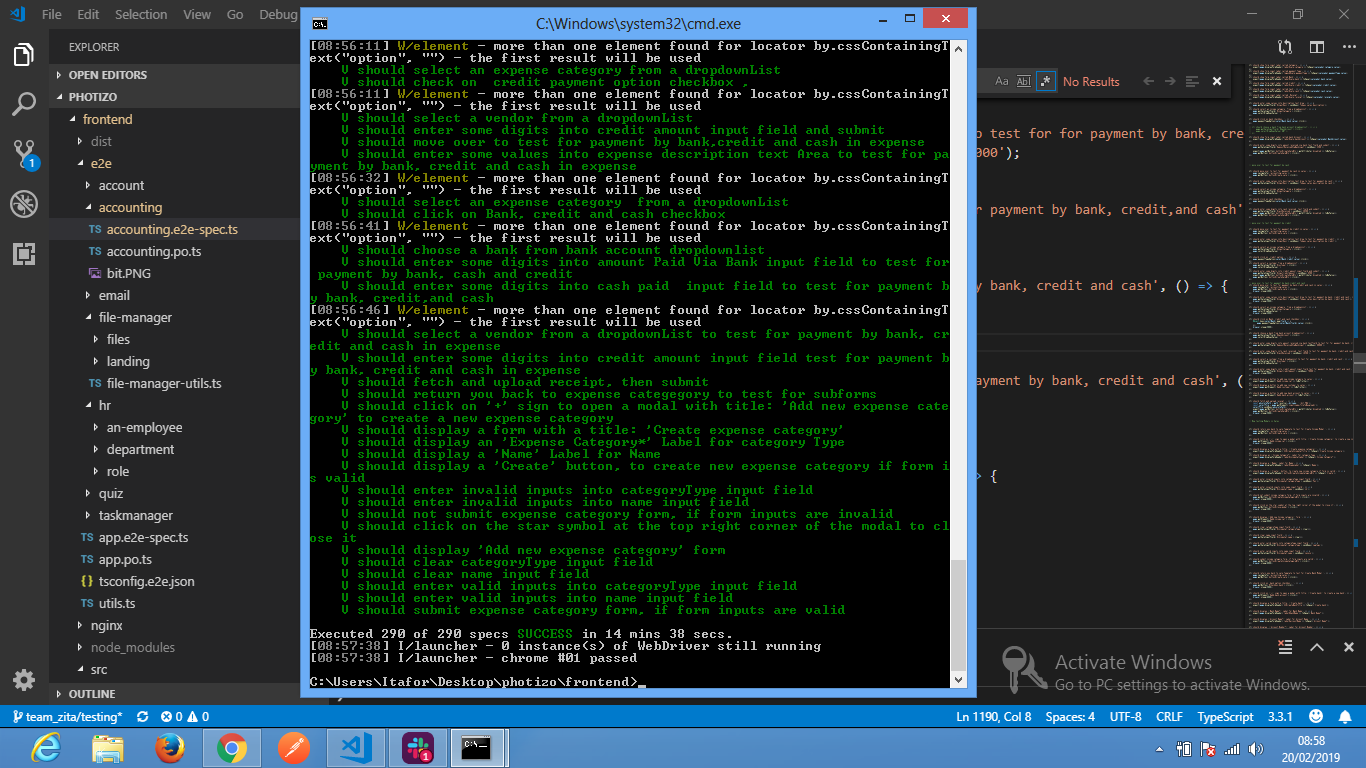 File Edit Selection View Go Debug
C:\Windows\system32\cmd.exe
EXPLORER
OPEN EDITORS
PHOTIZO
frontend
dist
e2e
account
accounting
TS accounting.e2e-spec.ts
TS accounting.po.ts
bit.PNG
email
file-manager
files
landing
TS file-manager-utils.ts
hr
an-employee
department
role
quiz
taskmanager
TS app.e2e-spec.ts
TS app.po.ts
{} tsconfig.e2e.json
TS utils.ts
nginx
node_modules
src
OUTLINE
1
[08:56:11] W/element - more than one element found for locator by.cssContainingT
ext("option", "") - the first result will be used
V should select an expense category from a dropdownList
V should check on  credit payment option checkbox ,
[08:56:11] W/element - more than one element found for locator by.cssContainingT
ext("option", "") - the first result will be used
V should select a vendor from a dropdownList
V should enter some digits into credit amount input field and submit
V should move over to test for payment by bank,credit and cash in expense
V should enter some values into expense description text Area to test for pa
yment by bank, credit and cash in expense
[08:56:32] W/element - more than one element found for locator by.cssContainingT
ext("option", "") - the first result will be used
V should select an expense category  from a dropdownList
V should click on Bank, credit and cash checkbox
[08:56:41] W/element - more than one element found for locator by.cssContainingT
ext("option", "") - the first result will be used
V should choose a bank from bank account dropdownlist
V should enter some digits into amount Paid Via Bank input field to test for
payment by bank, cash and credit
V should enter some digits into cash paid  input field to test for payment b
y bank, credit,and cash
[08:56:46] W/element - more than one element found for locator by.cssContainingT
ext("option", "") - the first result will be used
V should select a vendor from a dropdownList to test for payment by bank, cr
edit and cash in expense
V should enter some digits into credit amount input field test for payment b
y bank, credit and cash in expense
V should fetch and upload receipt, then submit
V should return you back to expense categegory to test for subforms
V should click on '+' sign to open a modal with title: 'Add new expense cate
gory' to create a new expense category
V should display a form with a title: 'Create expense category'
V should display an 'Expense Category*' Label for category Type
V should display a 'Name' Label for Name
V should display a 'Create' button, to create new expense category if form i
s valid
V should enter invalid inputs into categoryType input field
V should enter invalid inputs into name input field
V should not submit expense category form, if form inputs are invalid
V should click on the star symbol at the top right corner of the modal to cl
ose it
V should display 'Add new expense category' form
V should clear categoryType input field
V should clear name input field
V should enter valid inputs into categoryType input field
V should enter valid inputs into name input field
V should submit expense category form, if form inputs are valid
Executed 290 of 290 specs SUCCESS in 14 mins 38 secs.
[08:57:38] I/launcher - 0 instance(s) of WebDriver still running
[08:57:38] I/launcher - chrome #01 passed
C:\Users\Itafor\Desktop\photizo\frontend>_
Aa Abl .* No Results
o test for for payment by bank, cre
000');
r payment by bank, credit,and cash'
y bank, credit and cash', () => {
ayment by bank, credit and cash', (
> {
Activate Windows
Go to PC settings to activate Windows.
team_zita/testing* 0 0
Ln 1190, Col 8 Spaces: 4 UTF-8 CRLF TypeScript 3.3.1
1
08:58
20/02/2019